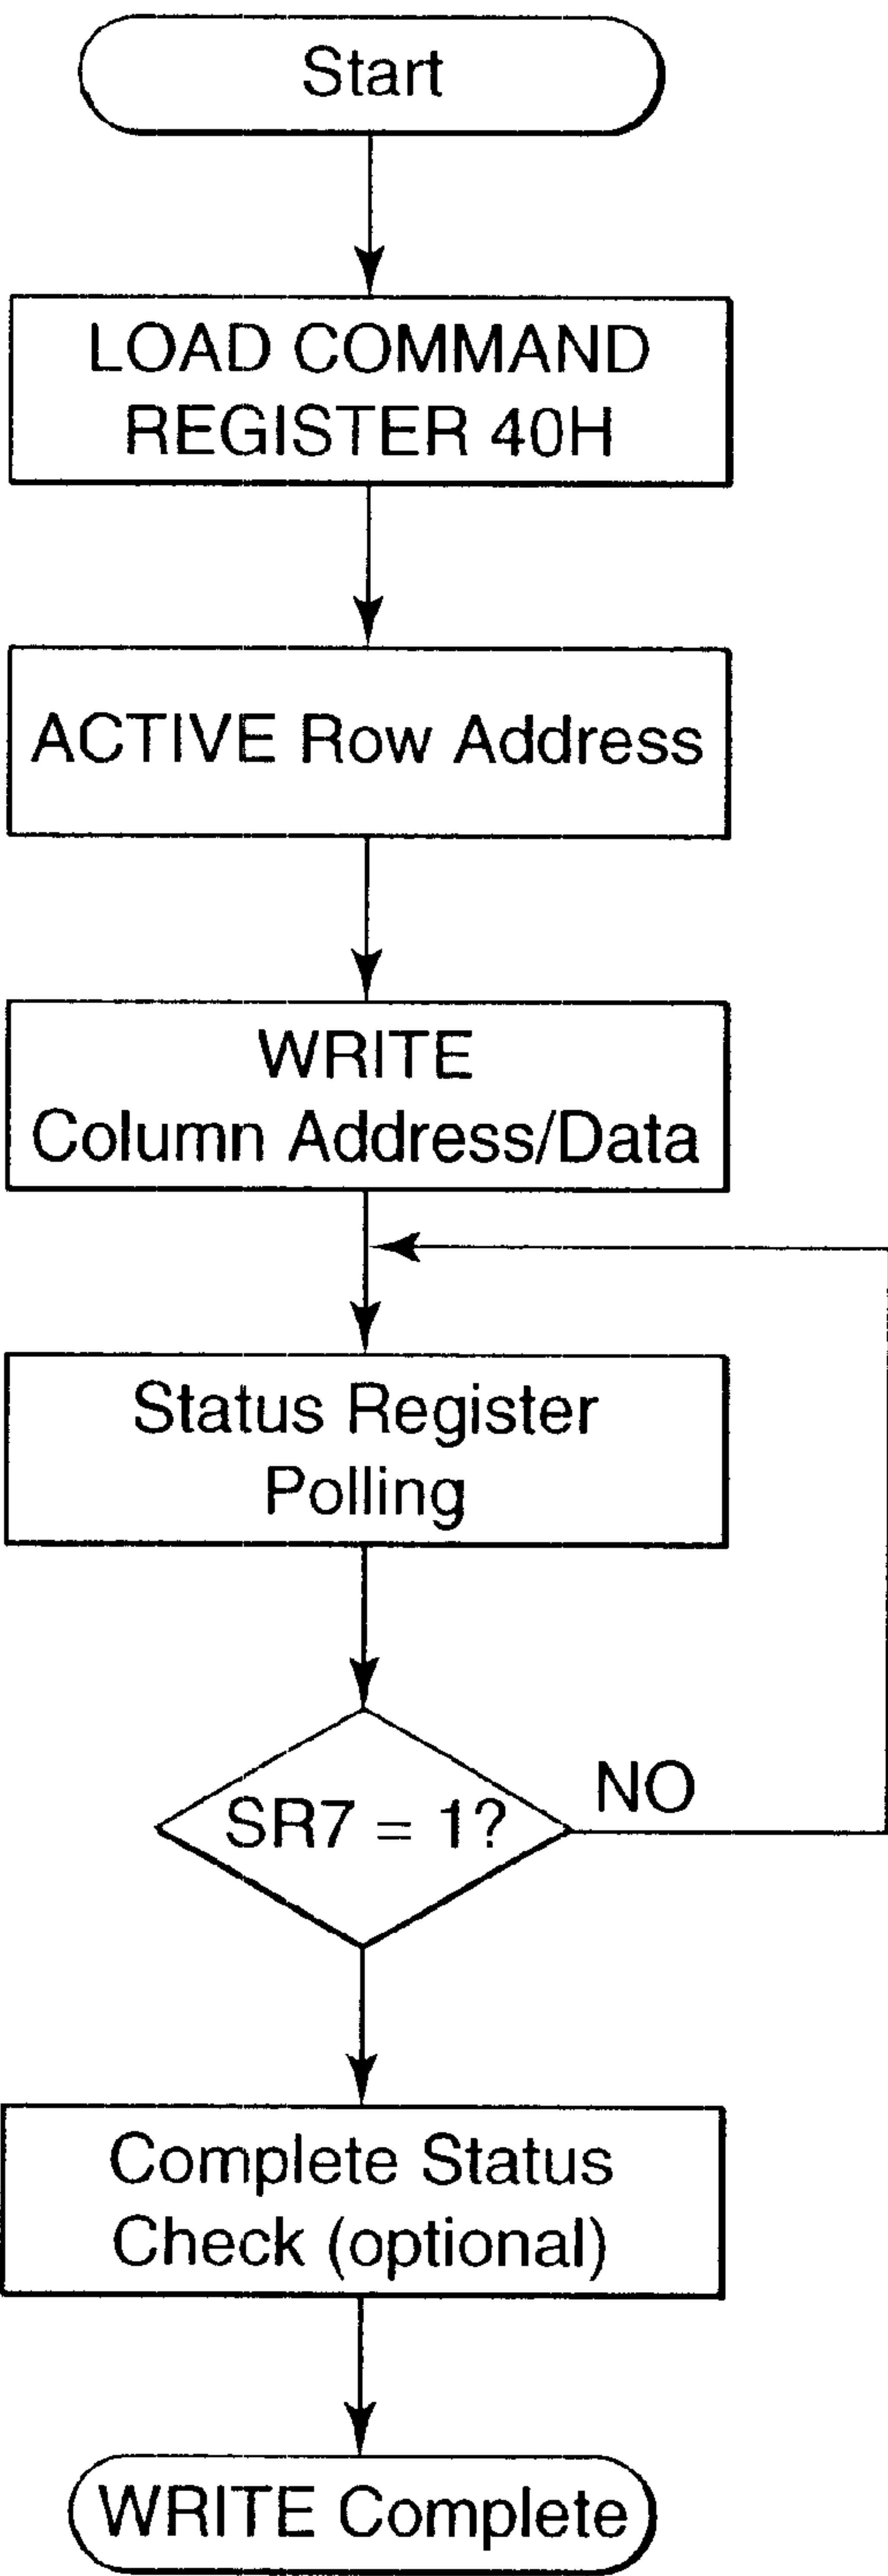 Start
LOAD COMMAND
REGISTER 40H
ACTIVE Row Address
WRITE
Column Address/Data
Status Register
Polling
SR7 = 1?
NO
Complete Status
Check (optional)
WRITE Complete